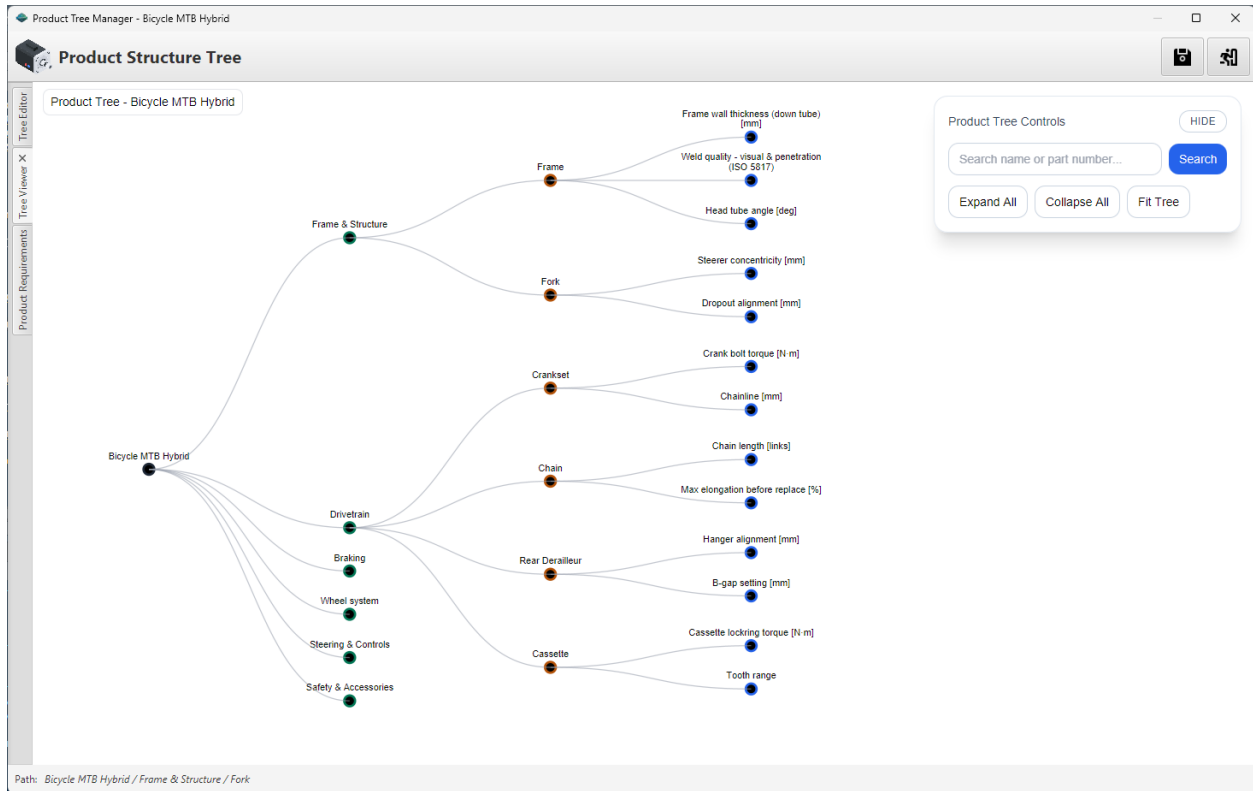 Product Tree Manager - Bicycle MTB Hybrid
Product Structure Tree
Tree Editor
Tree Viewer
Product Requirements
Product Tree - Bicycle MTB Hybrid
Product Tree Controls
HIDE
Search name or part number...
Search
Expand All
Collapse All
Fit Tree
Bicycle MTB Hybrid
Frame & Structure
Frame
Frame wall thickness (down tube)
[mm]
Weld quality - visual & penetration
(ISO 5817)
Head tube angle [deg]
Fork
Steerer concentricity [mm]
Dropout alignment [mm]
Drivetrain
Crankset
Crank bolt torque [N·m]
Chainline [mm]
Chain
Chain length [links]
Max elongation before replace [%]
Rear Derailleur
Hanger alignment [mm]
B-gap setting [mm]
Cassette
Cassette lockring torque [N·m]
Tooth range
Braking
Wheel system
Steering & Controls
Safety & Accessories
Path: Bicycle MTB Hybrid / Frame & Structure / Fork